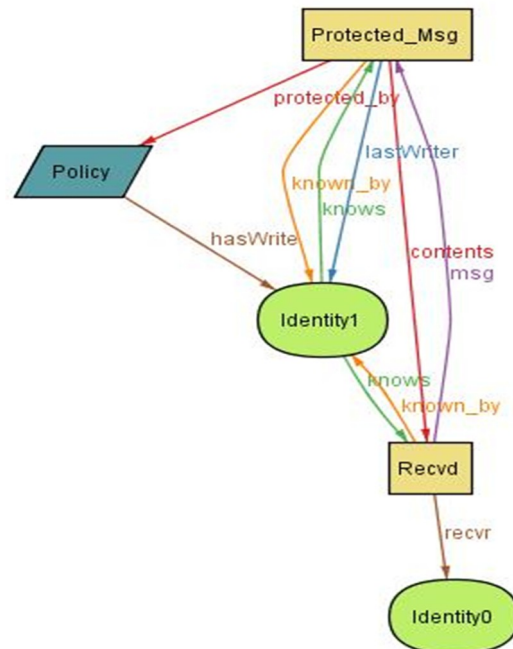 Protected_Msg
protected_by
lastWriter
Policy
known_by
knows
hasWrite
contents
msg
Identity1
knows
known_by
Recvd
recvr
Identity0